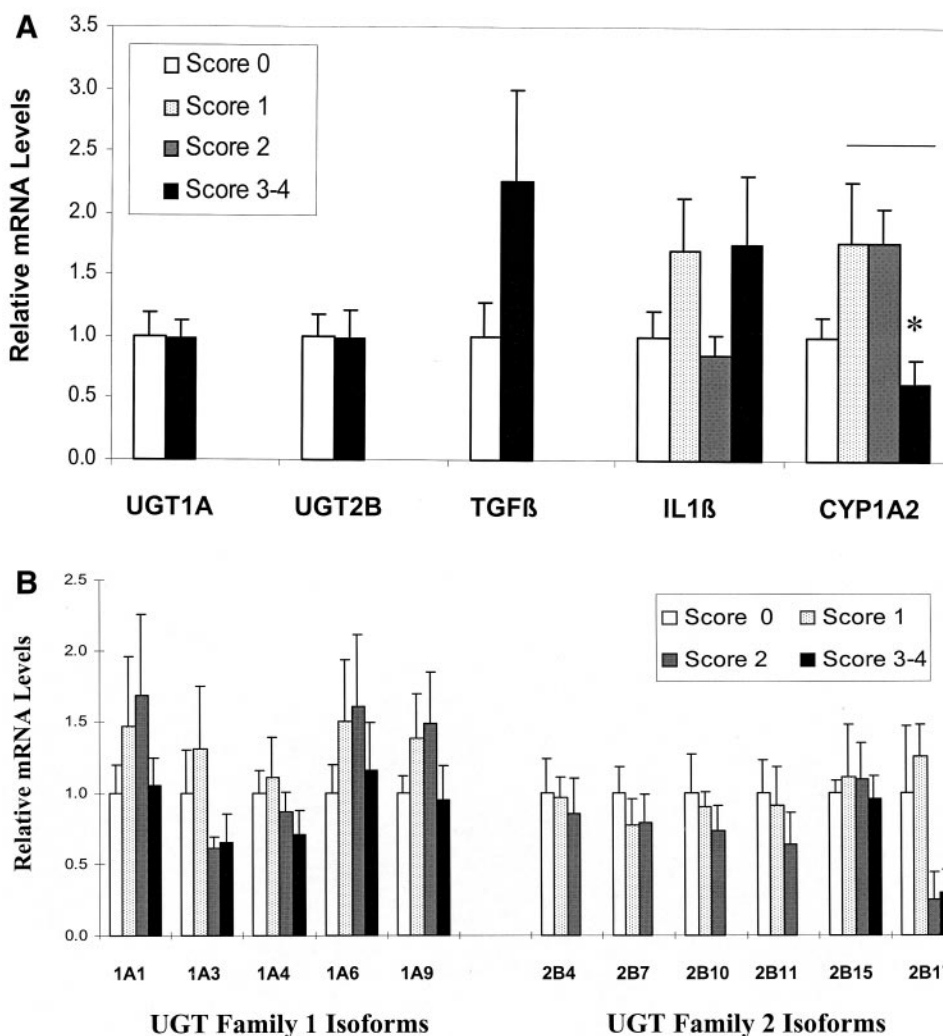 A
3.5
3.0
2.5
2.0
1.5
1.0
0.5
0.0
Relative mRNA Levels
Score 0
Score 1
Score 2
Score 3-4
*
UGT1A
UGT2B
TGFß
IL1ß
CYP1A2
B
2.5
2.0
1.5
1.0
0.5
0.0
Relative mRNA Levels
Score 0
Score 1
Score 2
Score 3-4
1A1
1A3
1A4
1A6
1A9
2B4
2B7
2B10
2B11
2B15
UGT Family 1 Isoforms
UGT Family 2 Isoforms